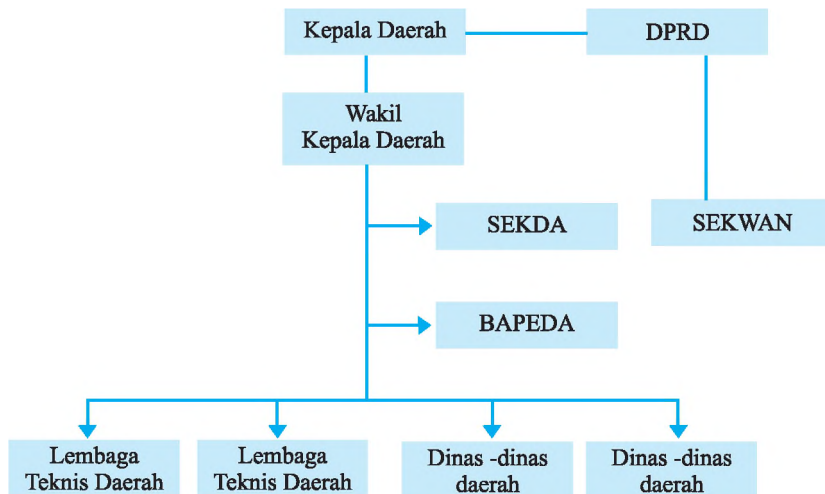 Kepala Daerah
DPRD
Wakil
Kepala Daerah
SEKDA
SEKWAN
BAPEDA
Lembaga
Teknis Daerah
Lembaga
Teknis Daerah
Dinas -dinas
daerah
Dinas -dinas
daerah